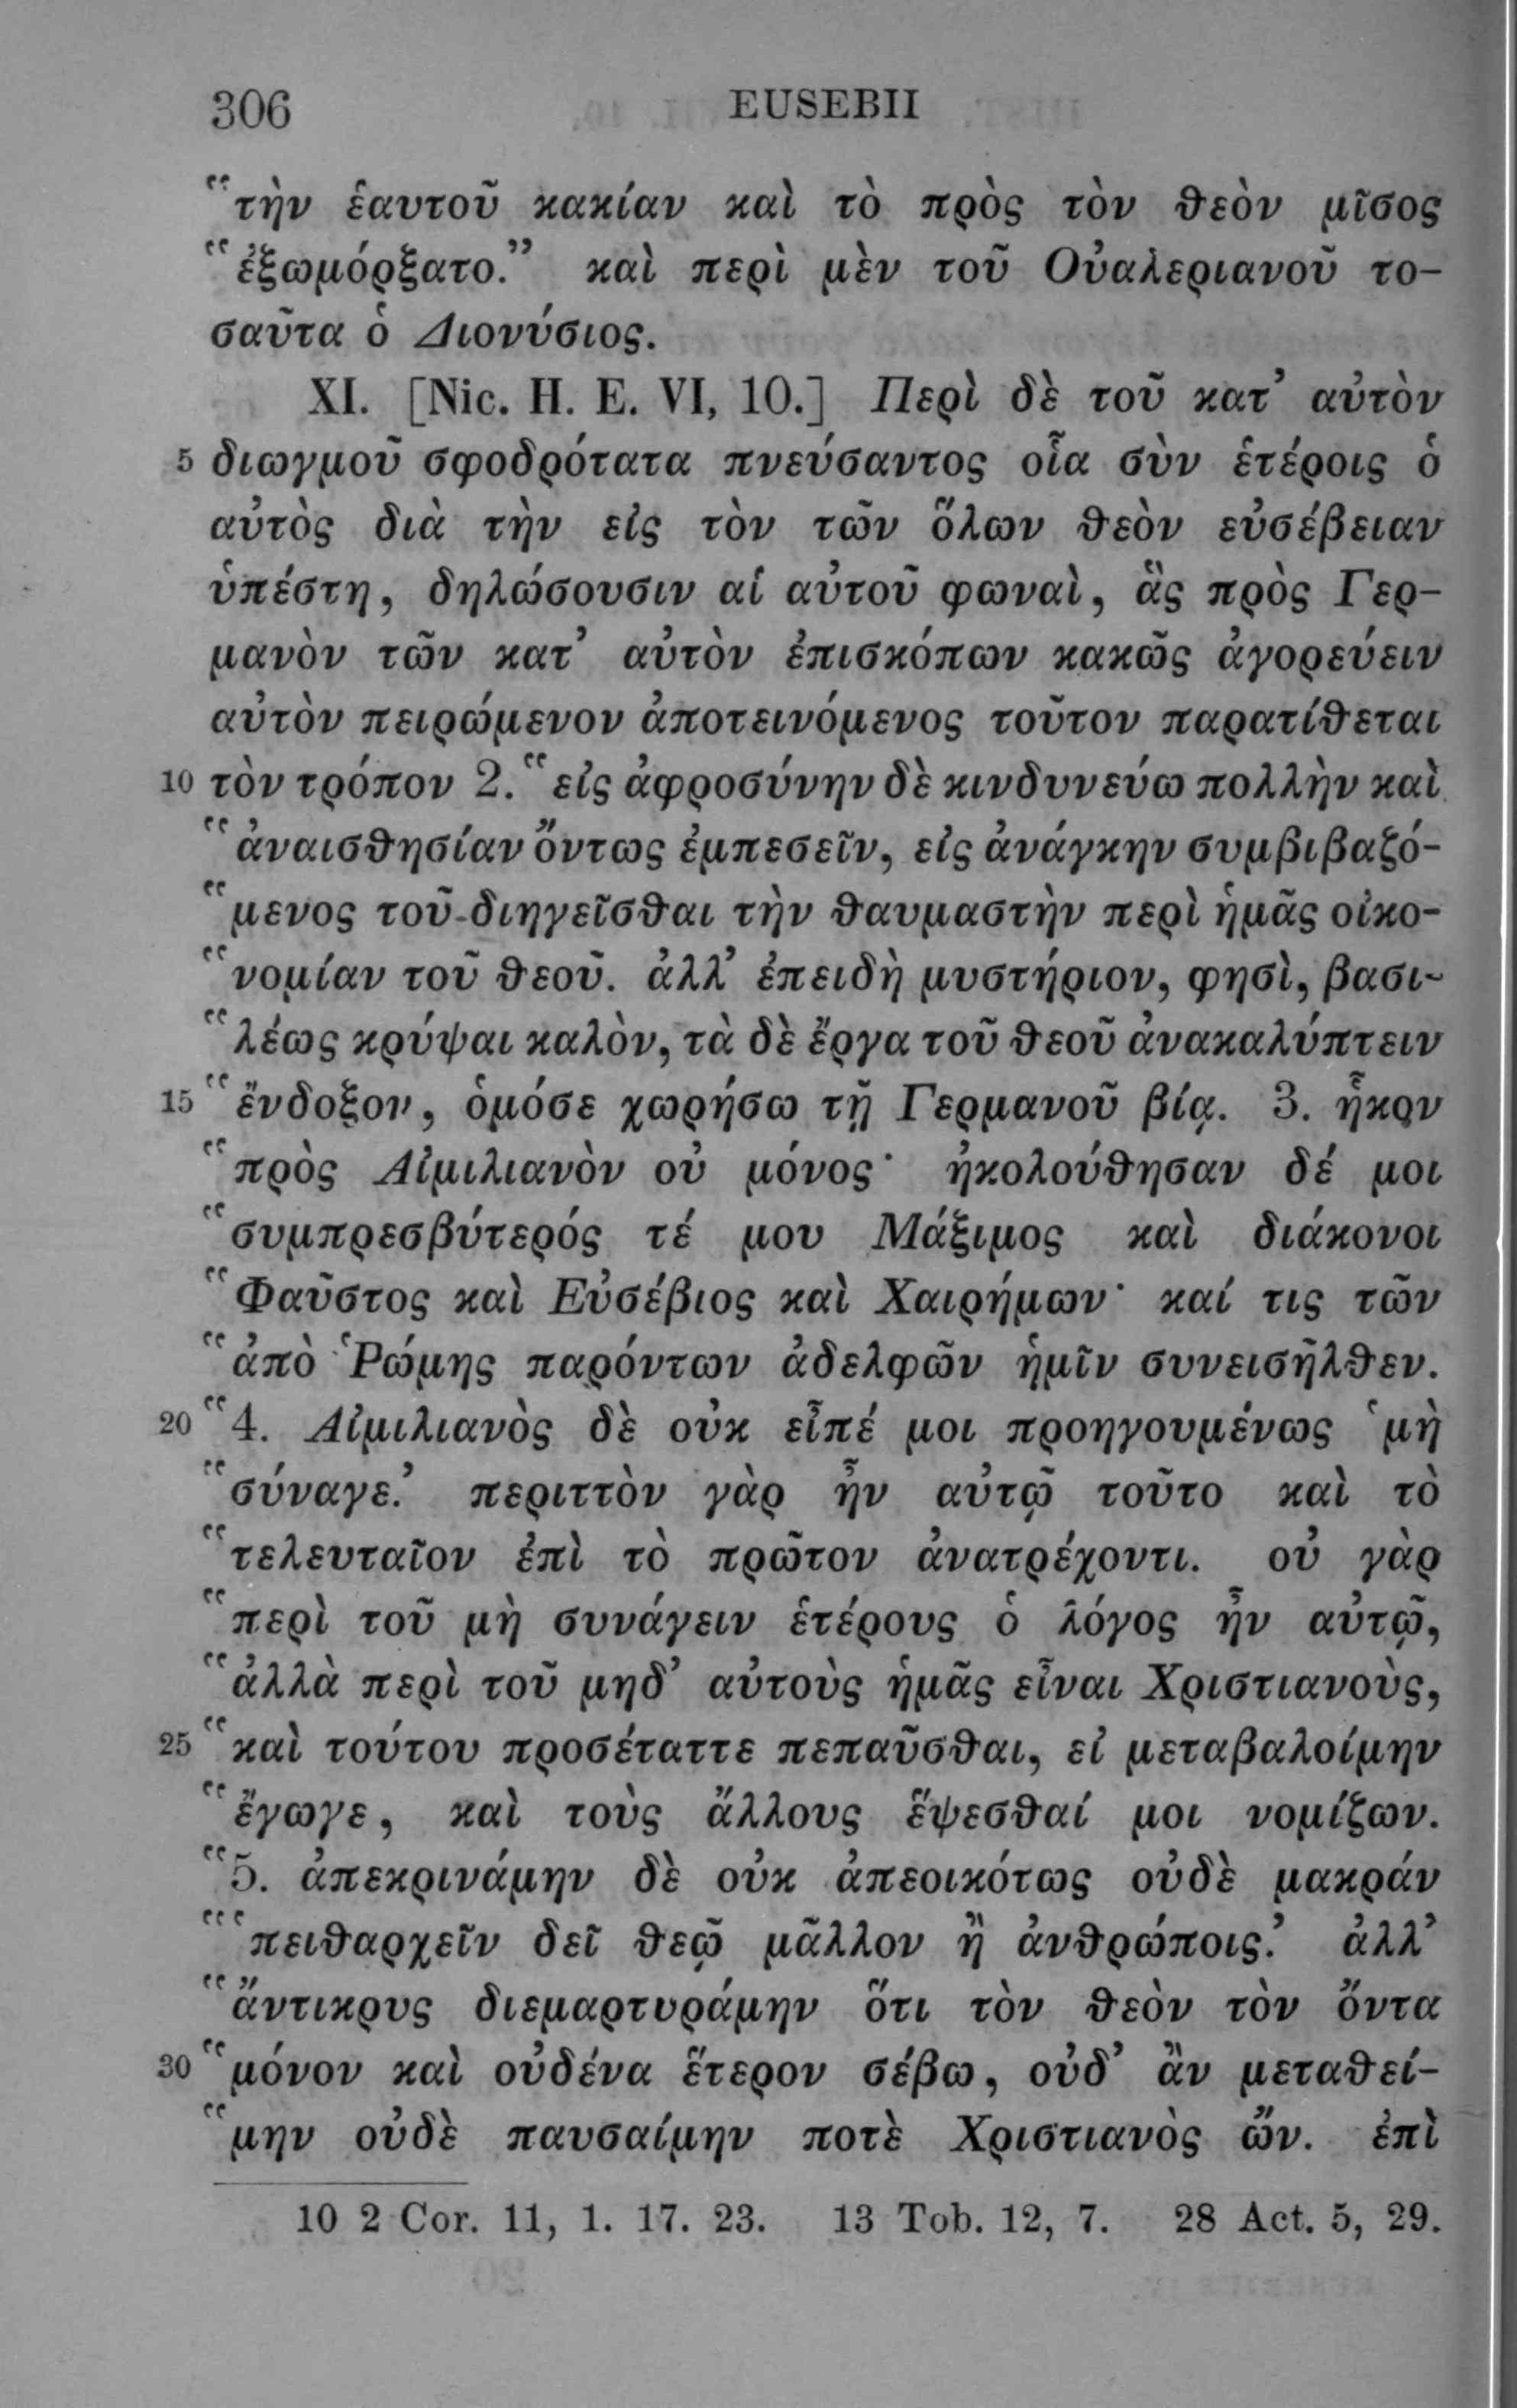 306 EUSEBII
“τὴν ἑαυτοῦ κακίαν καὶ τὸ πρὸς τὸν θεὸν μῖσος
“ἐξωμόρξατο.” καὶ περὶ μὲν τοῦ Οὐαλεριανοῦ το-
σαῦτα ὁ Διονύσιος.
XI. [Nic. H. E. VI, 10.] Περὶ δὲ τοῦ κατ’ αὐτὸν
5 διωγμοῦ σφοδρότατα πνεύσαντος οἷα σὺν ἑτέροις ὁ
αὐτὸς διὰ τὴν εἰς τὸν τῶν ὅλων θεὸν εὐσέβειαν
ὑπέστη, δηλώσουσιν αἱ αὐτοῦ φωναὶ, ἃς πρὸς Γερ-
μανὸν τῶν κατ’ αὐτὸν ἐπισκόπων κακῶς ἀγορεύειν
αὐτὸν πειρώμενον ἀποτεινόμενος τοῦτον παρατίθεται
10 τὸν τρόπον 2. “εἰς ἀφροσύνην δὲ κινδυνεύω πολλὴν καὶ
“ἀναισθησίαν ὄντως ἐμπεσεῖν, εἰς ἀνάγκην συμβιβαζό-
“μενος τοῦ διηγεῖσθαι τὴν θαυμαστὴν περὶ ἡμᾶς οἰκο-
“νομίαν τοῦ θεοῦ. ἀλλ’ ἐπειδὴ μυστήριον, φησὶ, βασι-
“λέως κρύψαι καλὸν, τὰ δὲ ἔργα τοῦ θεοῦ ἀνακαλύπτειν
15 “ἔνδοξον, ὁμόσε χωρήσω τῇ Γερμανοῦ βίᾳ. 3. ἧκον
“πρὸς Αἰμιλιανὸν οὐ μόνος· ἠκολούθησαν δέ μοι
“συμπρεσβύτερός τέ μου Μάξιμος καὶ διάκονοι
“Φαῦστος καὶ Εὐσέβιος καὶ Χαιρήμων· καί τις τῶν
“ἀπὸ Ῥώμης παρόντων ἀδελφῶν ἡμῖν συνεισῆλθεν.
20 “4. Αἰμιλιανὸς δὲ οὐκ εἶπέ μοι προηγουμένως ‘μὴ
“σύναγε.’ περιττὸν γὰρ ἦν αὐτῷ τοῦτο καὶ τὸ
“τελευταῖον ἐπὶ τὸ πρῶτον ἀνατρέχοντι. οὐ γὰρ
“περὶ τοῦ μὴ συνάγειν ἑτέρους ὁ λόγος ἦν αὐτῷ,
“ἀλλὰ περὶ τοῦ μηδ’ αὐτοὺς ἡμᾶς εἶναι Χριστιανοὺς,
25 “καὶ τούτου προσέταττε πεπαῦσθαι, εἰ μεταβαλοίμην
“ἔγωγε, καὶ τοὺς ἄλλους ἕψεσθαί μοι νομίζων.
“5. ἀπεκρινάμην δὲ οὐκ ἀπεοικότως οὐδὲ μακράν
“‘πειθαρχεῖν δεῖ θεῷ μᾶλλον ἢ ἀνθρώποις.’ ἀλλ’
“ἄντικρυς διεμαρτυράμην ὅτι τὸν θεὸν τὸν ὄντα
30 “μόνον καὶ οὐδένα ἕτερον σέβω, οὐδ’ ἂν μεταθεί-
“μην οὐδὲ παυσαίμην ποτὲ Χριστιανὸς ὤν. ἐπὶ
10 2 Cor. 11, 1. 17. 23. 13 Tob. 12, 7. 28 Act. 5, 29.